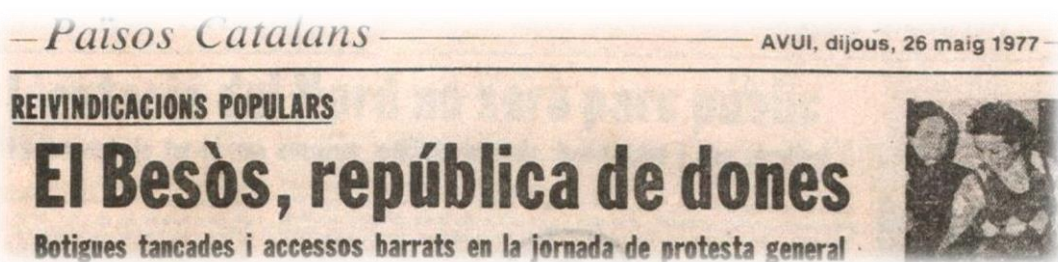 Països Catalans
AVUI, dijous, 26 maig 1977
REIVINDICACIONS POPULARS
El Besòs, república de dones
Botigues tancades i accessos barrats en la jornada de protesta general